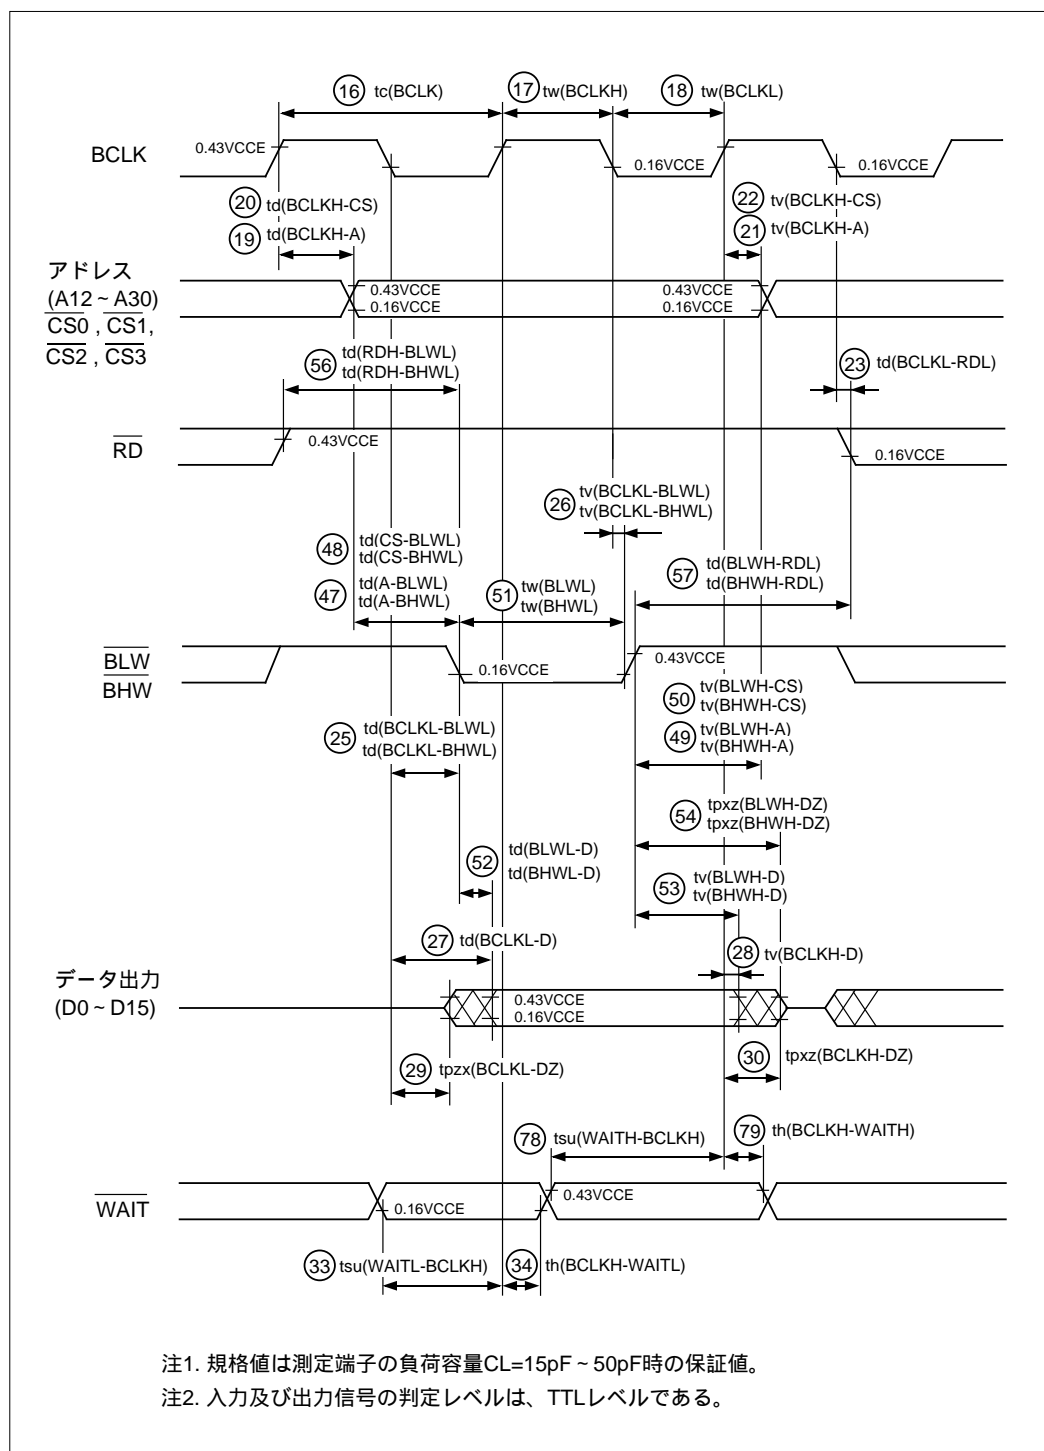 16 tc(BCLK)
17 tw(BCLKH)
18 tw(BCLKL)
BCLK
0.43VCCE
0.16VCCE
0.16VCCE
20 td(BCLKH-CS)
19 td(BCLKH-A)
22 tv(BCLKH-CS)
21 tv(BCLKH-A)
アドレス
(A12 ~ A30)
CS0 , CS1,
CS2 , CS3
0.43VCCE
0.16VCCE
0.43VCCE
0.16VCCE
56 td(RDH-BLWL)
td(RDH-BHWL)
23 td(BCLKL-RDL)
RD
0.43VCCE
0.16VCCE
26 tv(BCLKL-BLWL)
tv(BCLKL-BHWL)
48 td(CS-BLWL)
td(CS-BHWL)
47 td(A-BLWL)
td(A-BHWL)
51 tw(BLWL)
tw(BHWL)
57 td(BLWH-RDL)
td(BHWH-RDL)
BLW
BHW
0.16VCCE
0.43VCCE
50 tv(BLWH-CS)
tv(BHWH-CS)
25 td(BCLKL-BLWL)
td(BCLKL-BHWL)
49 tv(BLWH-A)
tv(BHWH-A)
54 tpxz(BLWH-DZ)
tpxz(BHWH-DZ)
52 td(BLWL-D)
td(BHWL-D)
53 tv(BLWH-D)
tv(BHWH-D)
27 td(BCLKL-D)
28 tv(BCLKH-D)
データ出力
(D0 ~ D15)
0.43VCCE
0.16VCCE
29 tpzx(BCLKL-DZ)
30 tpxz(BCLKH-DZ)
78 tsu(WAITH-BCLKH)
79 th(BCLKH-WAITH)
WAIT
0.16VCCE
0.43VCCE
33 tsu(WAITL-BCLKH)
34 th(BCLKH-WAITL)
注1. 規格値は測定端子の負荷容量CL=15pF ~ 50pF時の保証値。
注2. 入力及び出力信号の判定レベルは、TTLレベルである。